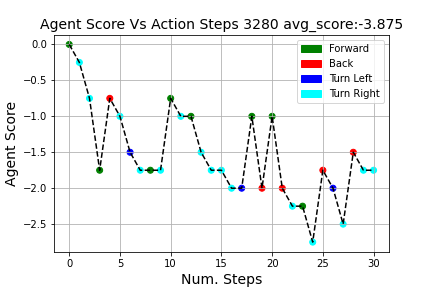 Agent Score Vs Action Steps 3280 avg_score:-3.875
Agent Score
0.0
−0.5
−1.0
−1.5
−2.0
−2.5
Forward
Back
Turn Left
Turn Right
0 5 10 15 20 25 30
Num. Steps